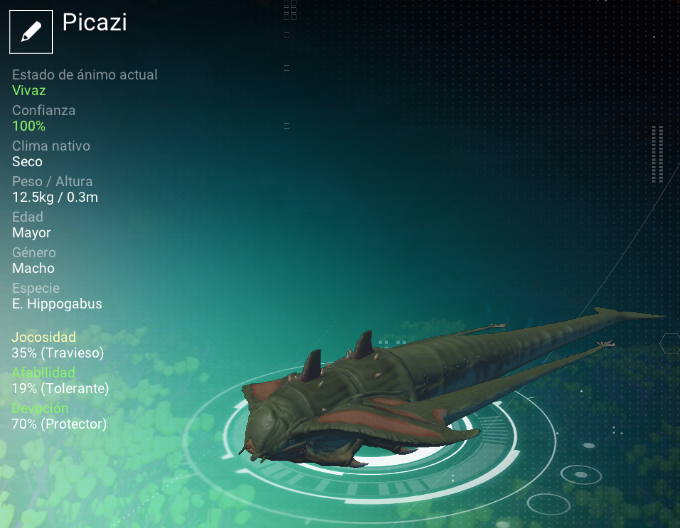 Picazi
Estado de ánimo actual
Vivaz
Confianza
100%
Clima nativo
Seco
Peso / Altura
12.5kg / 0.3m
Edad
Mayor
Género
Macho
Especie
E. Hippogabus
Jocosidad
35% (Travieso)
Afabilidad
19% (Tolerante)
Devoción
70% (Protector)